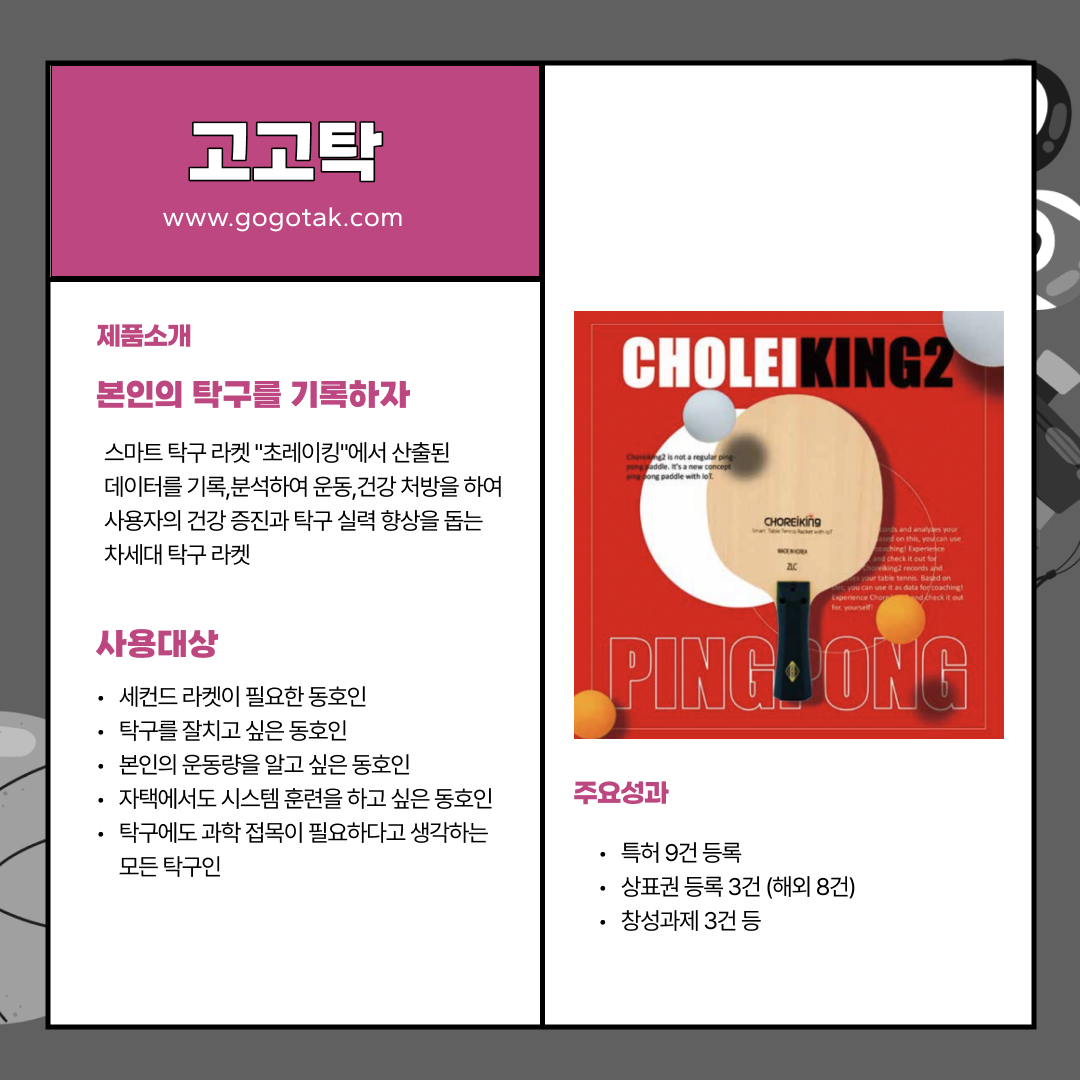 고고탁
www.gogotak.com
제품소개
본인의 탁구를 기록하자
스마트 탁구 라켓 "초레이킹"에서 산출된
데이터를 기록,분석하여 운동,건강 처방을 하여
사용자의 건강 증진과 탁구 실력 향상을 돕는
차세대 탁구 라켓
사용대상
• 세컨드 라켓이 필요한 동호인
• 탁구를 잘치고 싶은 동호인
• 본인의 운동량을 알고 싶은 동호인
• 자택에서도 시스템 훈련을 하고 싶은 동호인
• 탁구에도 과학 접목이 필요하다고 생각하는
모든 탁구인
CHOLEIKING2
Choreiking2 is not a regular ping-
pong paddle. It's a new concept
ping pong paddle with IoT.
CHOREiKing
Smart Table Tennis Racket with IoT
MADE IN KOREA
ZLC
and analyzes your
on this, you can use
coaching! Experience
and check it out for
Choreiking2 records and
your table tennis. Based on
you can use it as data for coaching!
Experience and check it out
for, yourself!
PINGPONG
주요성과
• 특허 9건 등록
• 상표권 등록 3건 (해외 8건)
• 창성과제 3건 등